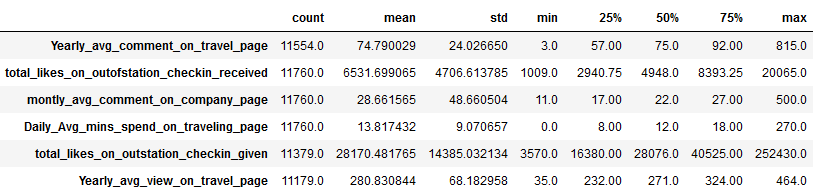 count mean std min 25% 50% 75% max
Yearly_avg_comment_on_travel_page 11554.0 74.790029 24.026650 3.0 57.00 75.0 92.00 815.0
total_likes_on_outofstation_checkin_received 11760.0 6531.699065 4706.613785 1009.0 2940.75 4948.0 8393.25 20065.0
montly_avg_comment_on_company_page 11760.0 28.661565 48.660504 11.0 17.00 22.0 27.00 500.0
Daily_Avg_mins_spend_on_traveling_page 11760.0 13.817432 9.070657 0.0 8.00 12.0 18.00 270.0
total_likes_on_outstation_checkin_given 11379.0 28170.481765 14385.032134 3570.0 16380.00 28076.0 40525.00 252430.0
Yearly_avg_view_on_travel_page 11179.0 280.830844 68.182958 35.0 232.00 271.0 324.00 464.0